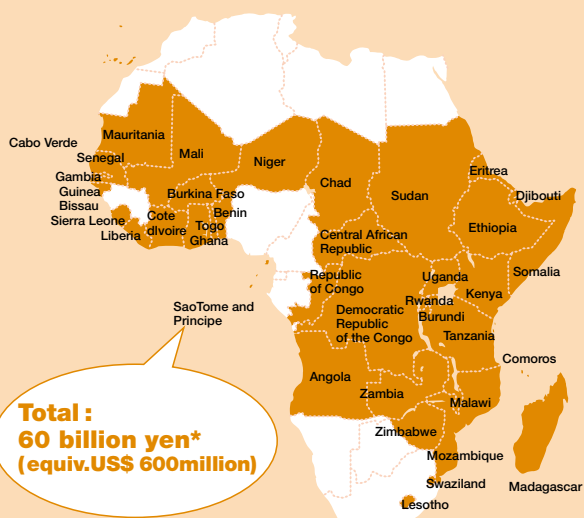 Cabo Verde
Mauritania
Senegal
Mali
Niger
Chad
Sudan
Eritrea
Djibouti
Gambia
Guinea
Bissau
Sierra Leone
Liberia
Burkina Faso
Cote
dIvoire
Benin
Togo
Ghana
Central African
Republic
Ethiopia
Somalia
Republic
of Congo
Uganda
Kenya
Rwanda
Burundi
Democratic
Republic
of the Congo
Tanzania
SaoTome and
Principe
Comoros
Angola
Zambia
Malawi
Zimbabwe
Mozambique
Swaziland
Lesotho
Madagascar
Total :
60 billion yen*
(equiv.US$ 600million)